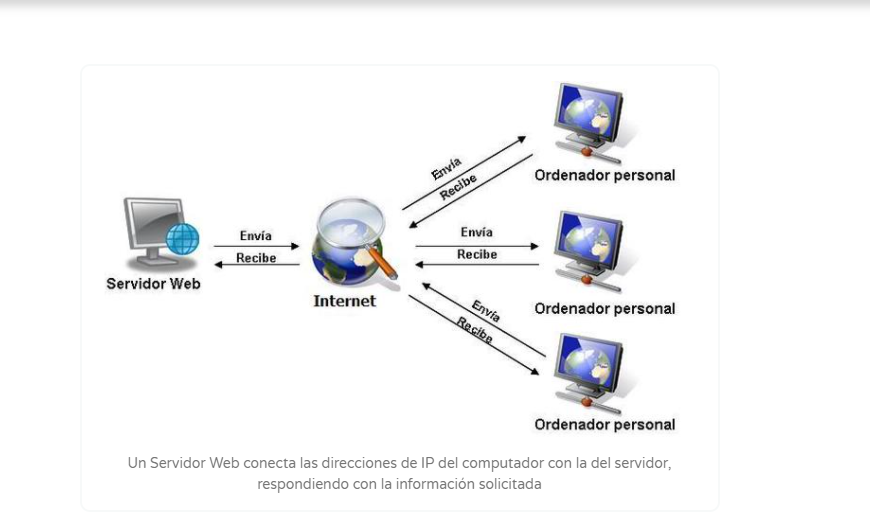 Envía
Recibe
Ordenador personal
Servidor Web
Envía
Recibe
Internet
Envía
Recibe
Ordenador personal
Envía
Recibe
Ordenador personal
Un Servidor Web conecta las direcciones de IP del computador con la del servidor,
respondiendo con la información solicitada